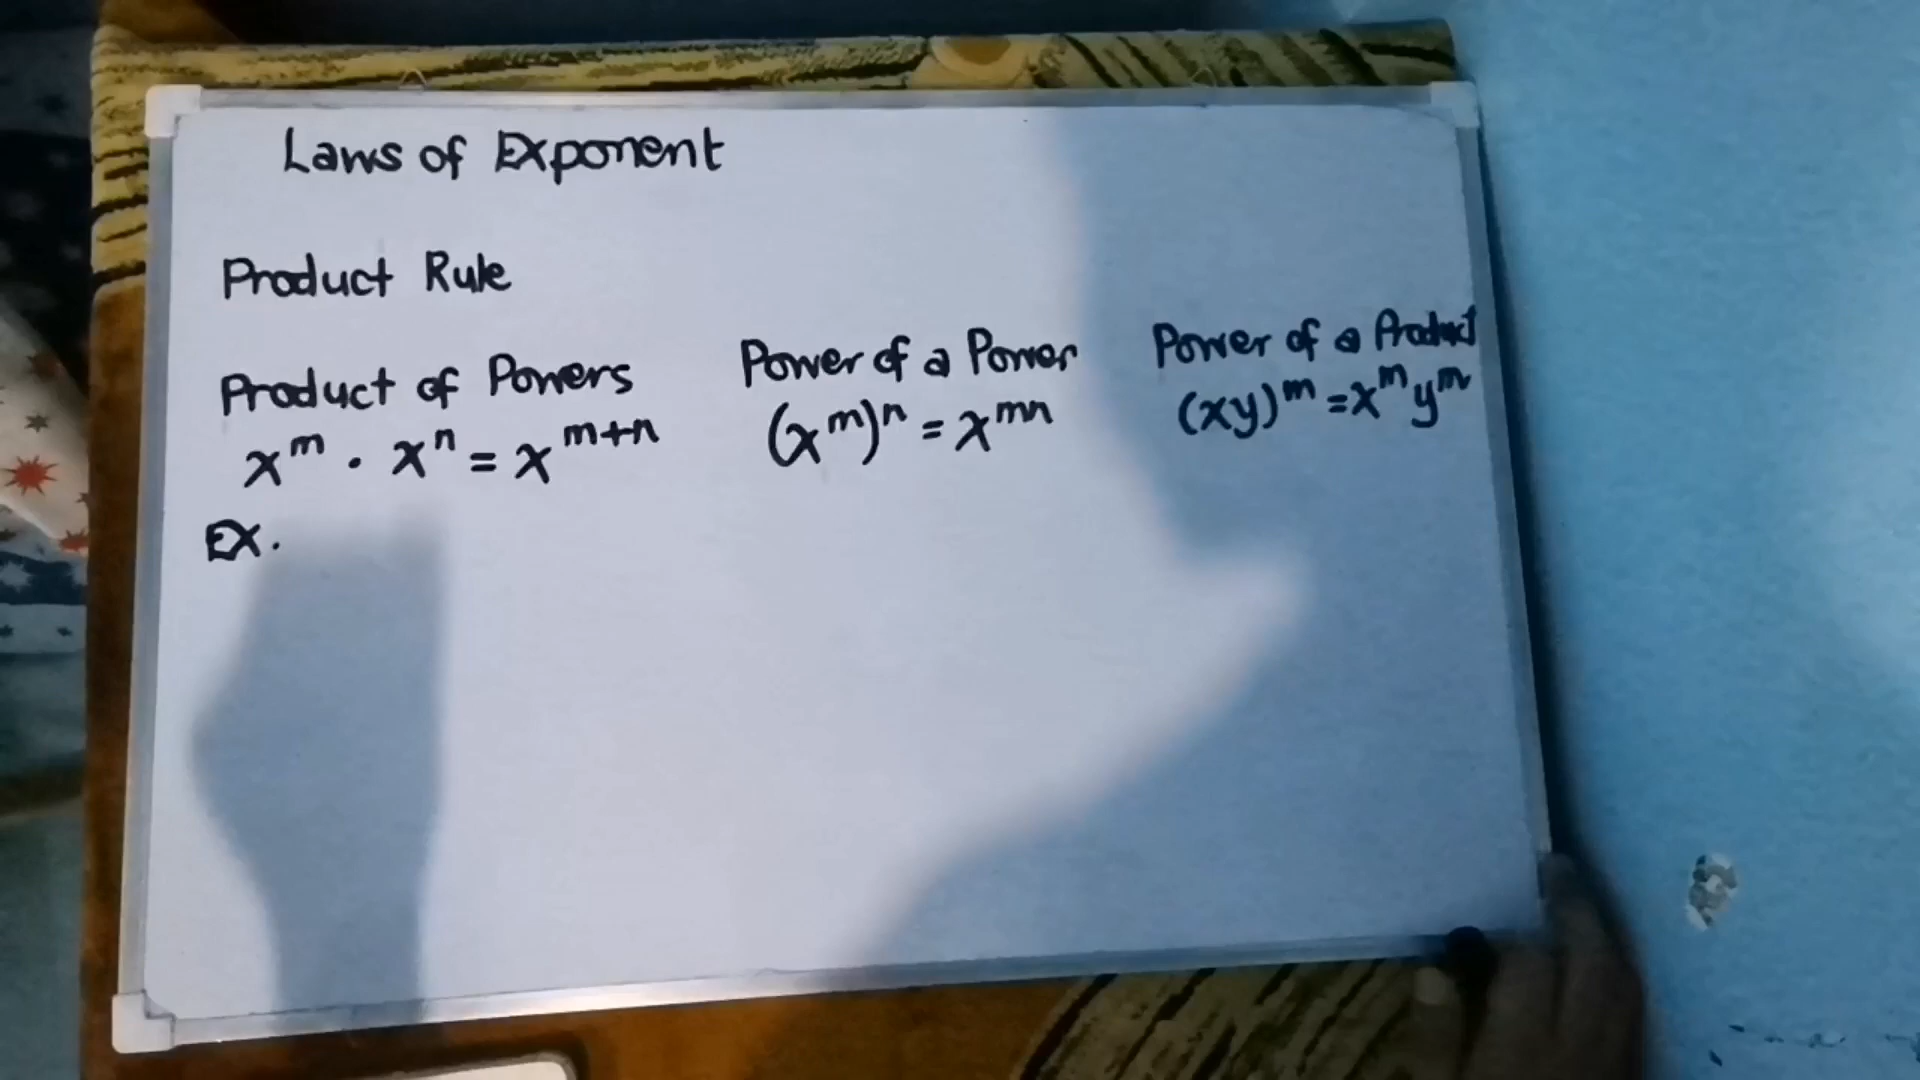 Laws of Exponent
Product Rule
Product of Powers
x^m · x^n = x^{m+n}
Power of a Power
(x^m)^n = x^{mn}
Power of a Product
(xy)^m = x^m y^m
EX.